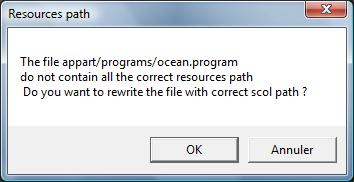 Resources path
The file appart/programs/ocean.program
do not contain all the correct resources path
Do you want to rewrite the file with correct scol path ?
OK
Annuler